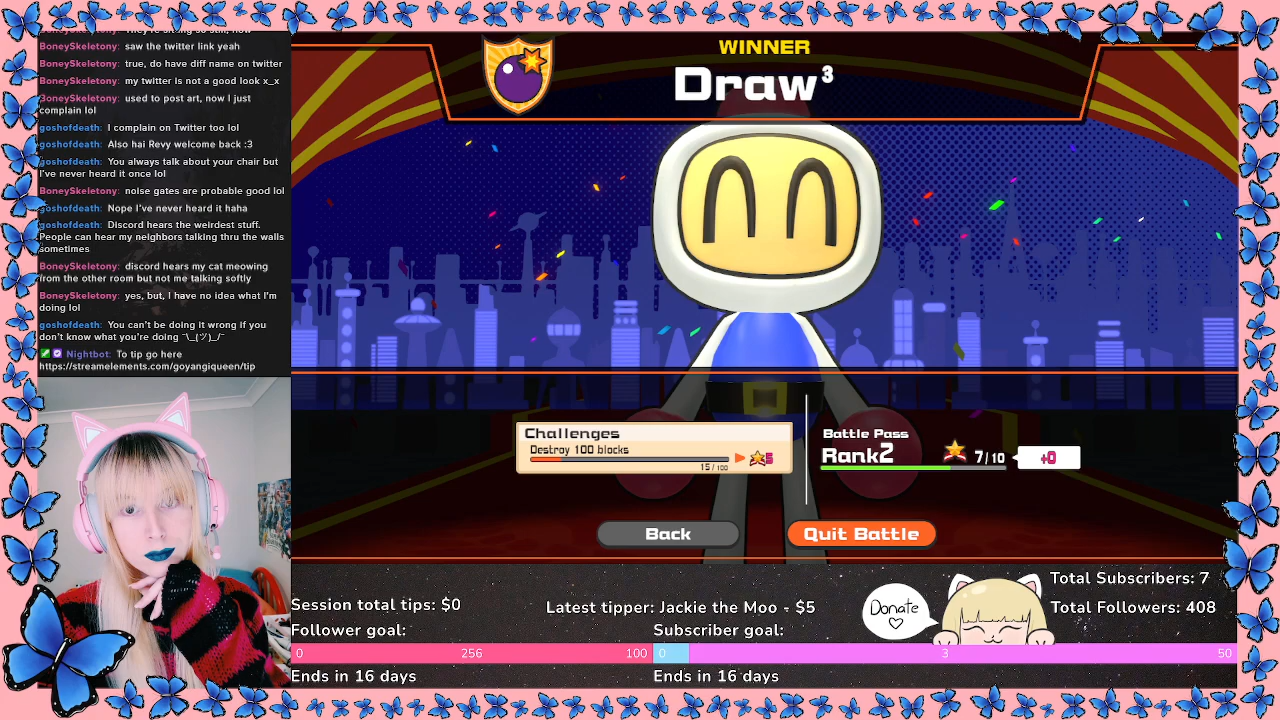 BoneySkeletony: saw the twitter link yeah
BoneySkeletony: true, do have diff name on twitter
BoneySkeletony: my twitter is not a good look x_x
BoneySkeletony: used to post art, now I just
complain lol
goshofdeath: I complain on Twitter too lol
goshofdeath: Also hai Revy welcome back :3
goshofdeath: You always talk about your chair but
I've never heard it once lol
BoneySkeletony: noise gates are probable good lol
goshofdeath: Nope I've never heard it haha
goshofdeath: Discord hears the weirdest stuff.
People can hear my neighbors talking thru the walls
sometimes
BoneySkeletony: discord hears my cat meowing
from the other room but not me talking softly
BoneySkeletony: yes, but, I have no idea what I'm
doing lol
goshofdeath: You can't be doing it wrong if you
don't know what you're doing ¯\_(ツ)_/¯
Nightbot: To tip go here
https://streamelements.com/goyangiqueen/tip
WINNER
Draw³
Challenges
Destroy 100 blocks
15/100
5
Battle Pass
Rank2
7/10
+0
Back
Quit Battle
Session total tips: $0
Latest tipper: Jackie the Moo - $5
Donate
Total Subscribers: 7
Total Followers: 408
Follower goal:
Subscriber goal:
0 256 100
0 3 50
Ends in 16 days
Ends in 16 days